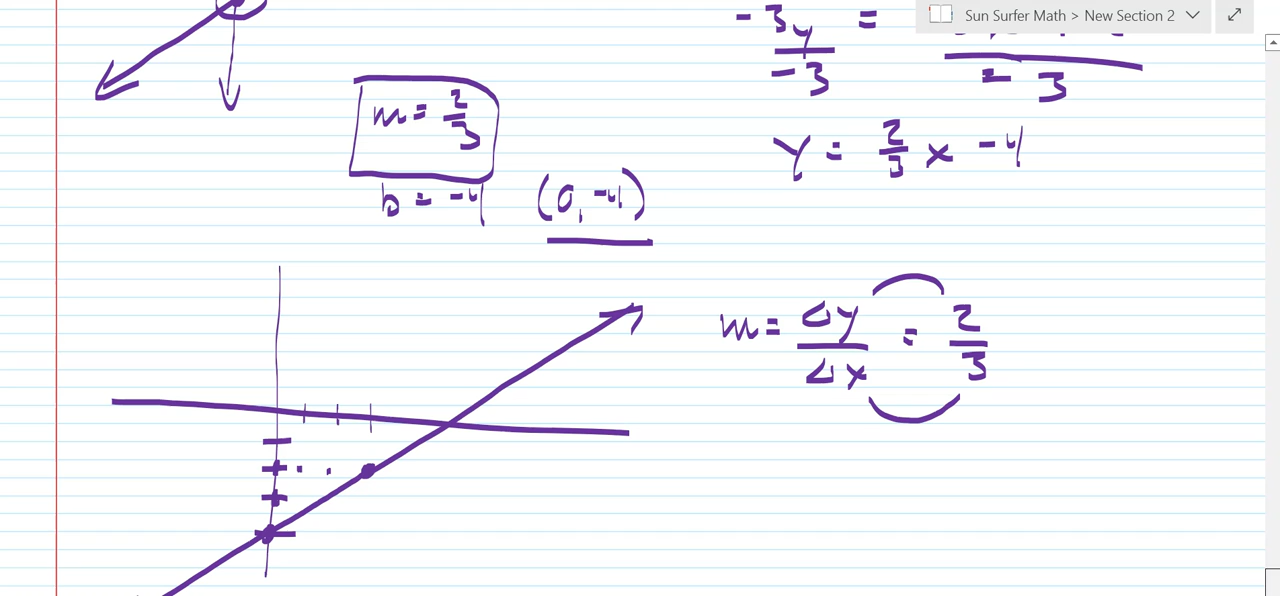 Sun Surfer Math > New Section 2
-3y/-3 =
-3
m = 2/3
y = 2/3 x -4
b = -4 (0, -4)
m = Δy/Δx = 2/3